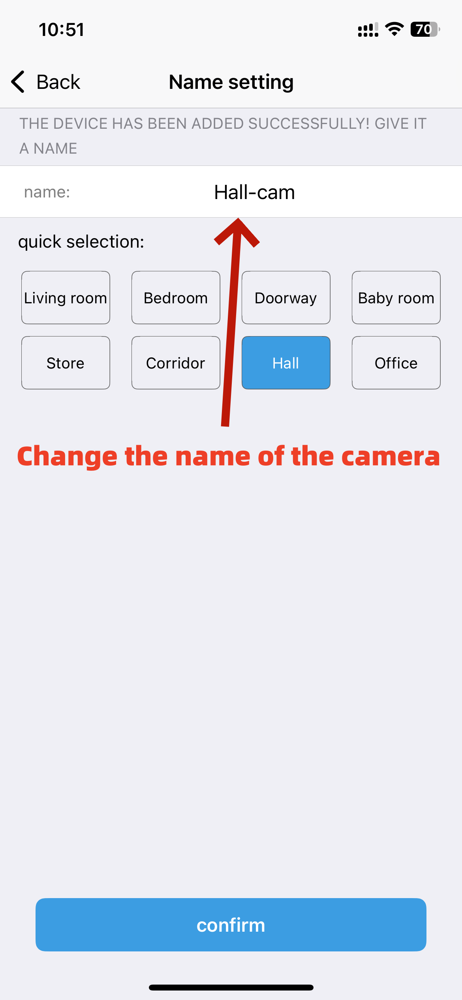 10:51
70
Back
Name setting
THE DEVICE HAS BEEN ADDED SUCCESSFULLY! GIVE IT
A NAME
name:
Hall-cam
quick selection:
Living room
Bedroom
Doorway
Baby room
Store
Corridor
Hall
Office
Change the name of the camera
confirm